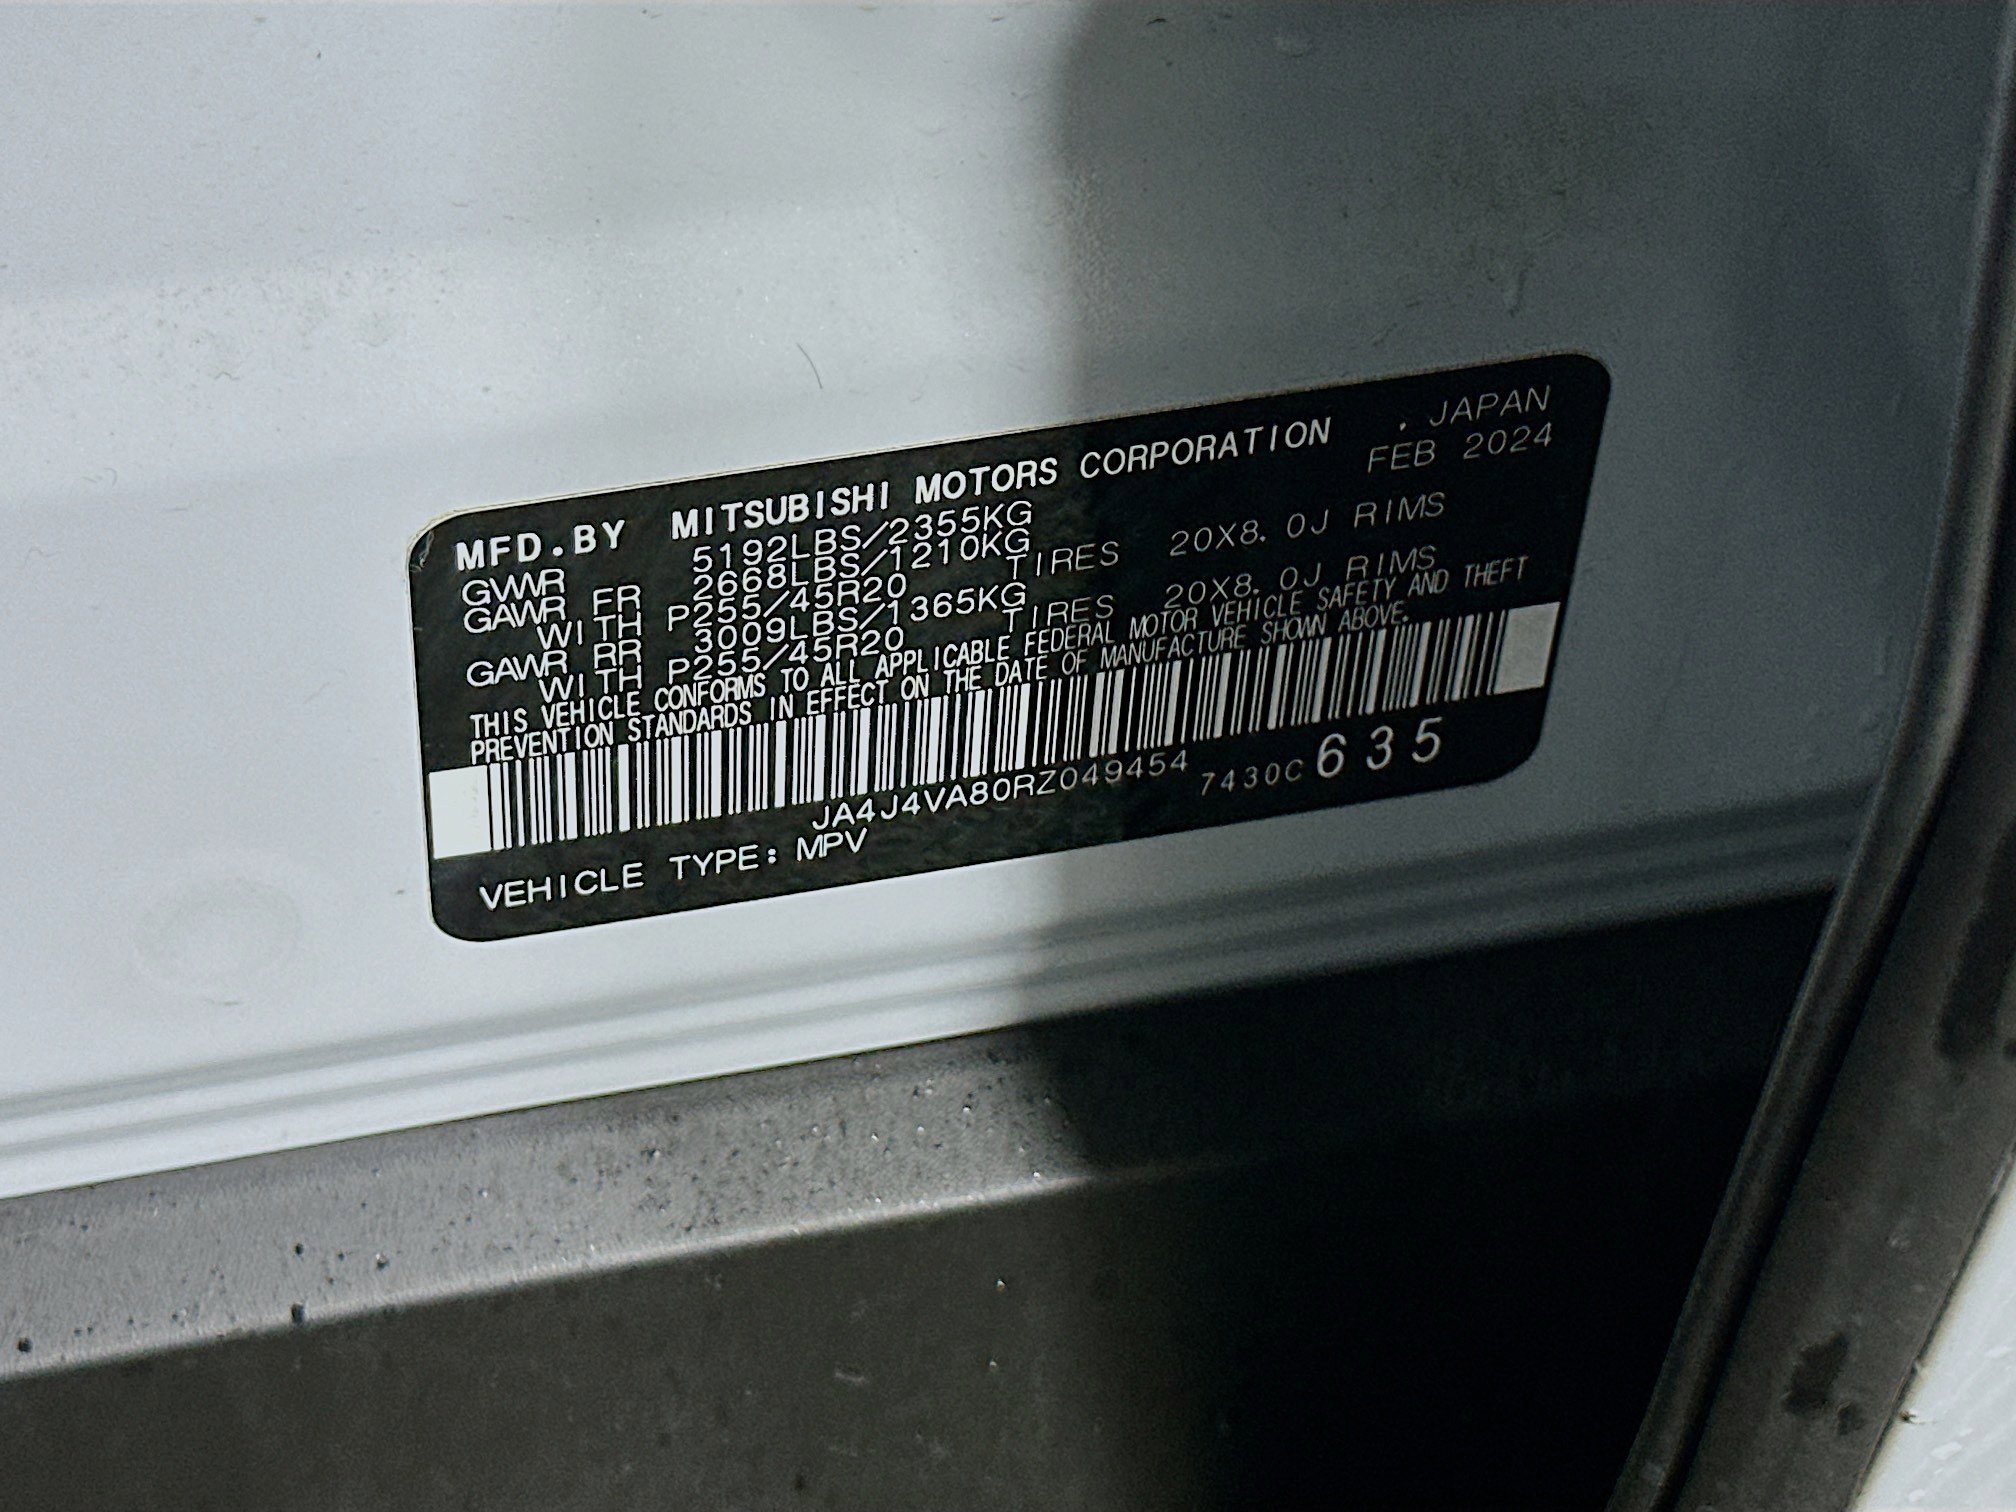 MFD.BY MITSUBISHI MOTORS CORPORATION . JAPAN
FEB 2024
GVWR 5192LBS/2355KG
GAWR FR 2668LBS/1210KG
WITH P255/45R20 TIRES 20X8.0J RIMS
GAWR RR 3009LBS/1365KG
WITH P255/45R20 TIRES 20X8.0J RIMS
THIS VEHICLE CONFORMS TO ALL APPLICABLE FEDERAL MOTOR VEHICLE SAFETY AND THEFT
PREVENTION STANDARDS IN EFFECT ON THE DATE OF MANUFACTURE SHOWN ABOVE.
JA4J4VA80RZ049454 7430C 635
VEHICLE TYPE: MPV